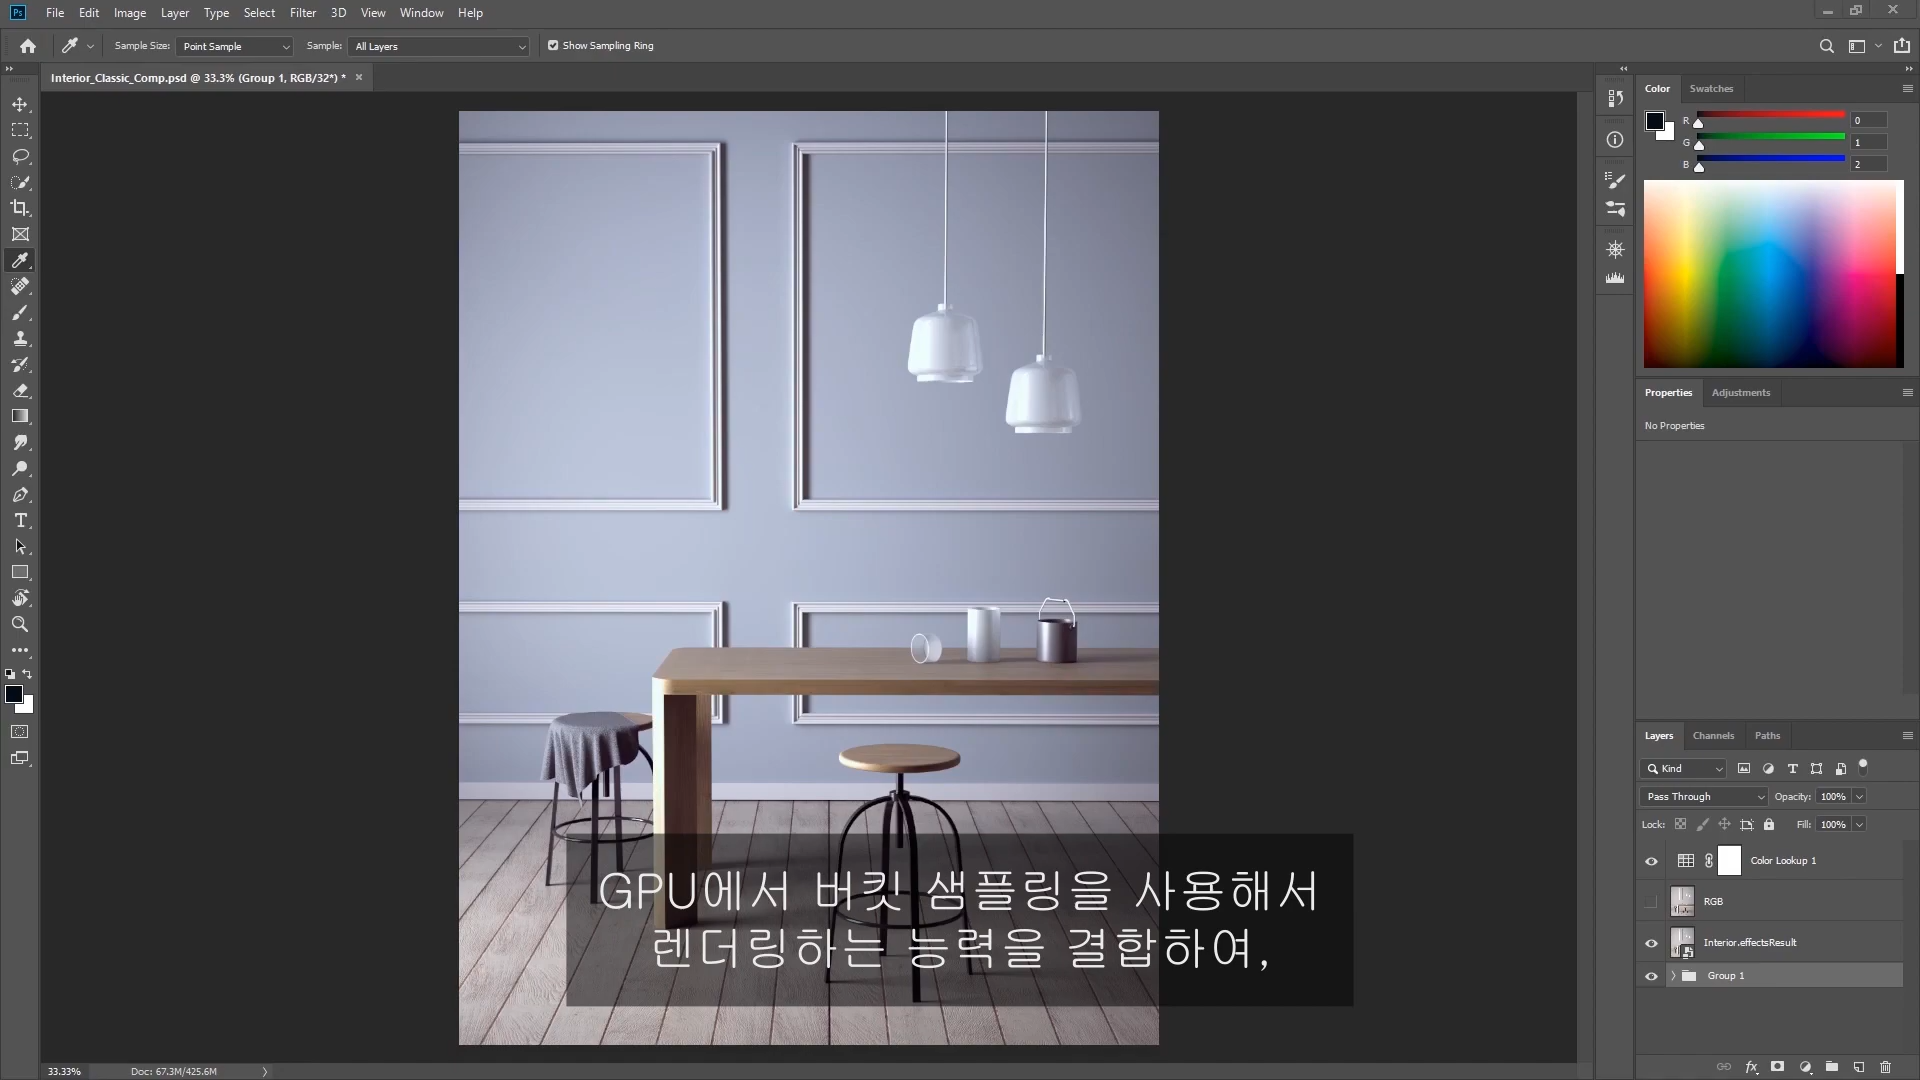 Ps File Edit Image Layer Type Select Filter 3D View Window Help
Sample Size: Point Sample Sample: All Layers Show Sampling Ring
Interior_Classic_Comp.psd @ 33.3% (Group 1, RGB/32*) *
Color Swatches
R 0
G 1
B 2
Properties Adjustments
No Properties
Layers Channels Paths
Kind
Pass Through Opacity: 100%
Lock: Fill: 100%
Color Lookup 1
RGB
Interior.effectsResult
Group 1
GPU에서 버킷 샘플링을 사용해서
렌더링하는 능력을 결합하여,
33.33% Doc: 67.3M/425.6M